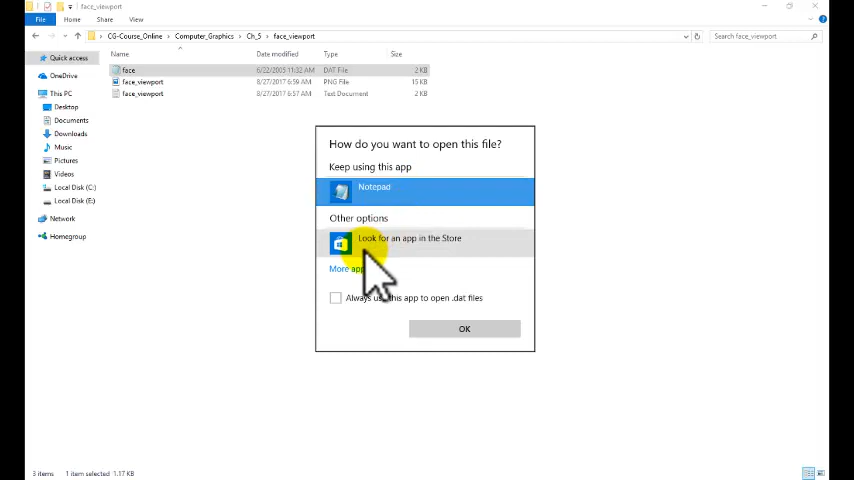 File Home Share View
CG-Course_Online Computer_Graphics Ch_5 face_viewport Search face_viewport
Name Date modified Type Size
Quick access
OneDrive
This PC
Desktop
Documents
Downloads
Music
Pictures
Videos
Local Disk (C:)
Local Disk (E:)
Network
Homegroup
face 6/22/2005 11:32 AM DAT File 2 KB
face_viewport 8/27/2017 6:59 AM PNG File 15 KB
face_viewport 8/27/2017 6:57 AM Text Document 2 KB
How do you want to open this file?
Keep using this app
Notepad
Other options
Look for an app in the Store
More app
Always this app to open .dat files
OK
3 items 1 item selected 1.17 KB